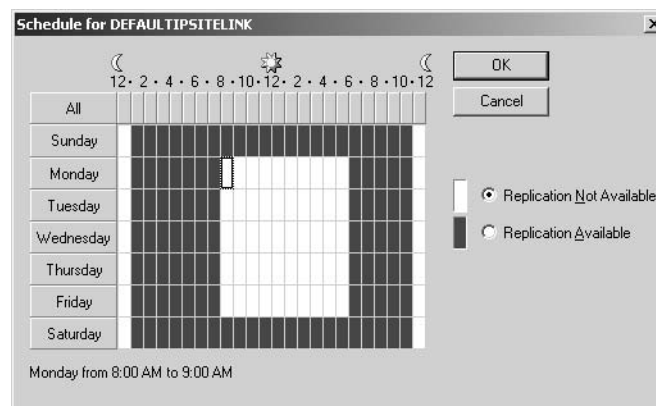 Schedule for DEFAULTIPSITELINK
12 · 2 · 4 · 6 · 8 · 10 · 12 · 2 · 4 · 6 · 8 · 10 · 12
All
Sunday
Monday
Tuesday
Wednesday
Thursday
Friday
Saturday
Monday from 8:00 AM to 9:00 AM
OK
Cancel
Replication Not Available
Replication Available